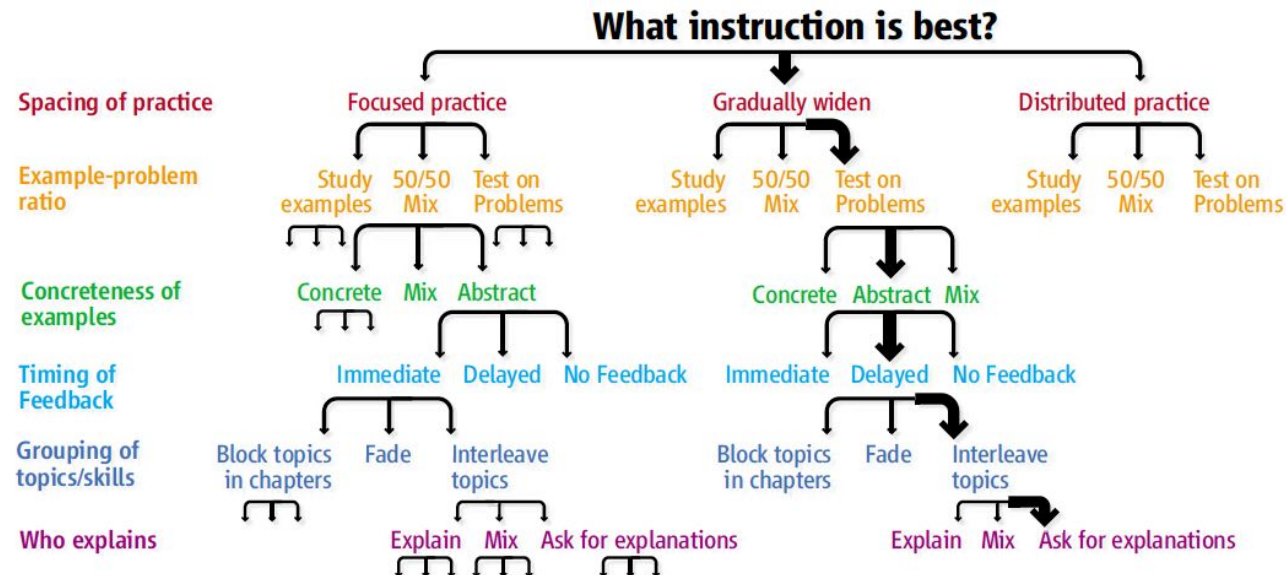 What instruction is best?
Spacing of practice Focused practice Gradually widen Distributed practice
Example-problem Study 50/50 Test on Study 50/50 Test on Study 50/50 Test on
ratio examples Mix Problems examples Mix Problems examples Mix Problems
Concreteness of Concrete Mix Abstract Concrete Abstract Mix
examples
Timing of Immediate Delayed No Feedback Immediate Delayed No Feedback
Feedback
Grouping of Block topics Fade Interleave Block topics Fade Interleave
topics/skills in chapters topics in chapters topics
Who explains Explain Mix Ask for explanations Explain Mix Ask for explanations